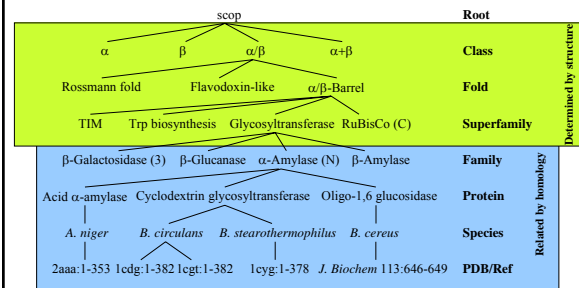 scop Root
α β α/β α+β Class
Rossmann fold Flavodoxin-like α/β-Barrel Fold
TIM Trp biosynthesis Glycosyltransferase RuBisCo (C) Superfamily
β-Galactosidase (3) β-Glucanase α-Amylase (N) β-Amylase Family
Acid α-amylase Cyclodextrin glycosyltransferase Oligo-1,6 glucosidase Protein
A. niger B. circulans B. stearothermophilus B. cereus Species
2aaa:1-353 1cdg:1-382 1cgt:1-382 1cyg:1-378 J. Biochem 113:646-649 PDB/Ref
Determined by structure
Related by homology